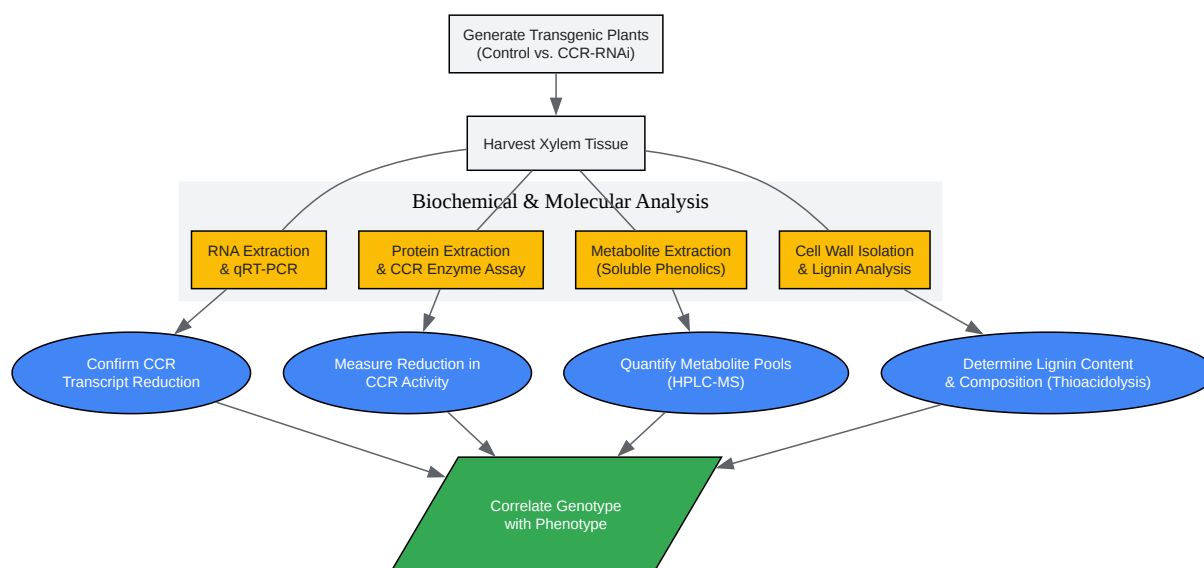 Generate Transgenic Plants
(Control vs. CCR-RNAi)
Harvest Xylem Tissue
Biochemical & Molecular Analysis
RNA Extraction
& qRT-PCR
Protein Extraction
& CCR Enzyme Assay
Metabolite Extraction
(Soluble Phenolics)
Cell Wall Isolation
& Lignin Analysis
Confirm CCR
Transcript Reduction
Measure Reduction in
CCR Activity
Quantify Metabolite Pools
(HPLC-MS)
Determine Lignin Content
& Composition (Thioacidolysis)
Correlate Genotype
with Phenotype